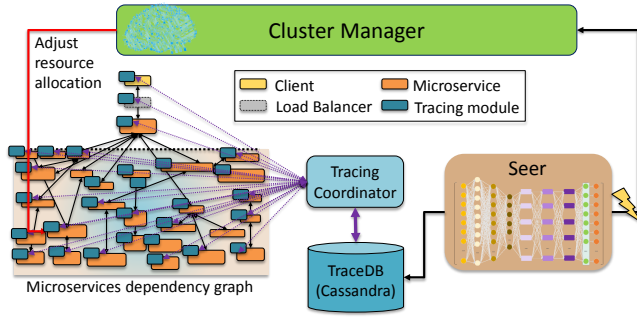 Cluster Manager
Adjust
resource
allocation
Client
Microservice
Load Balancer
Tracing module
Tracing
Coordinator
Seer
TraceDB
(Cassandra)
Microservices dependency graph